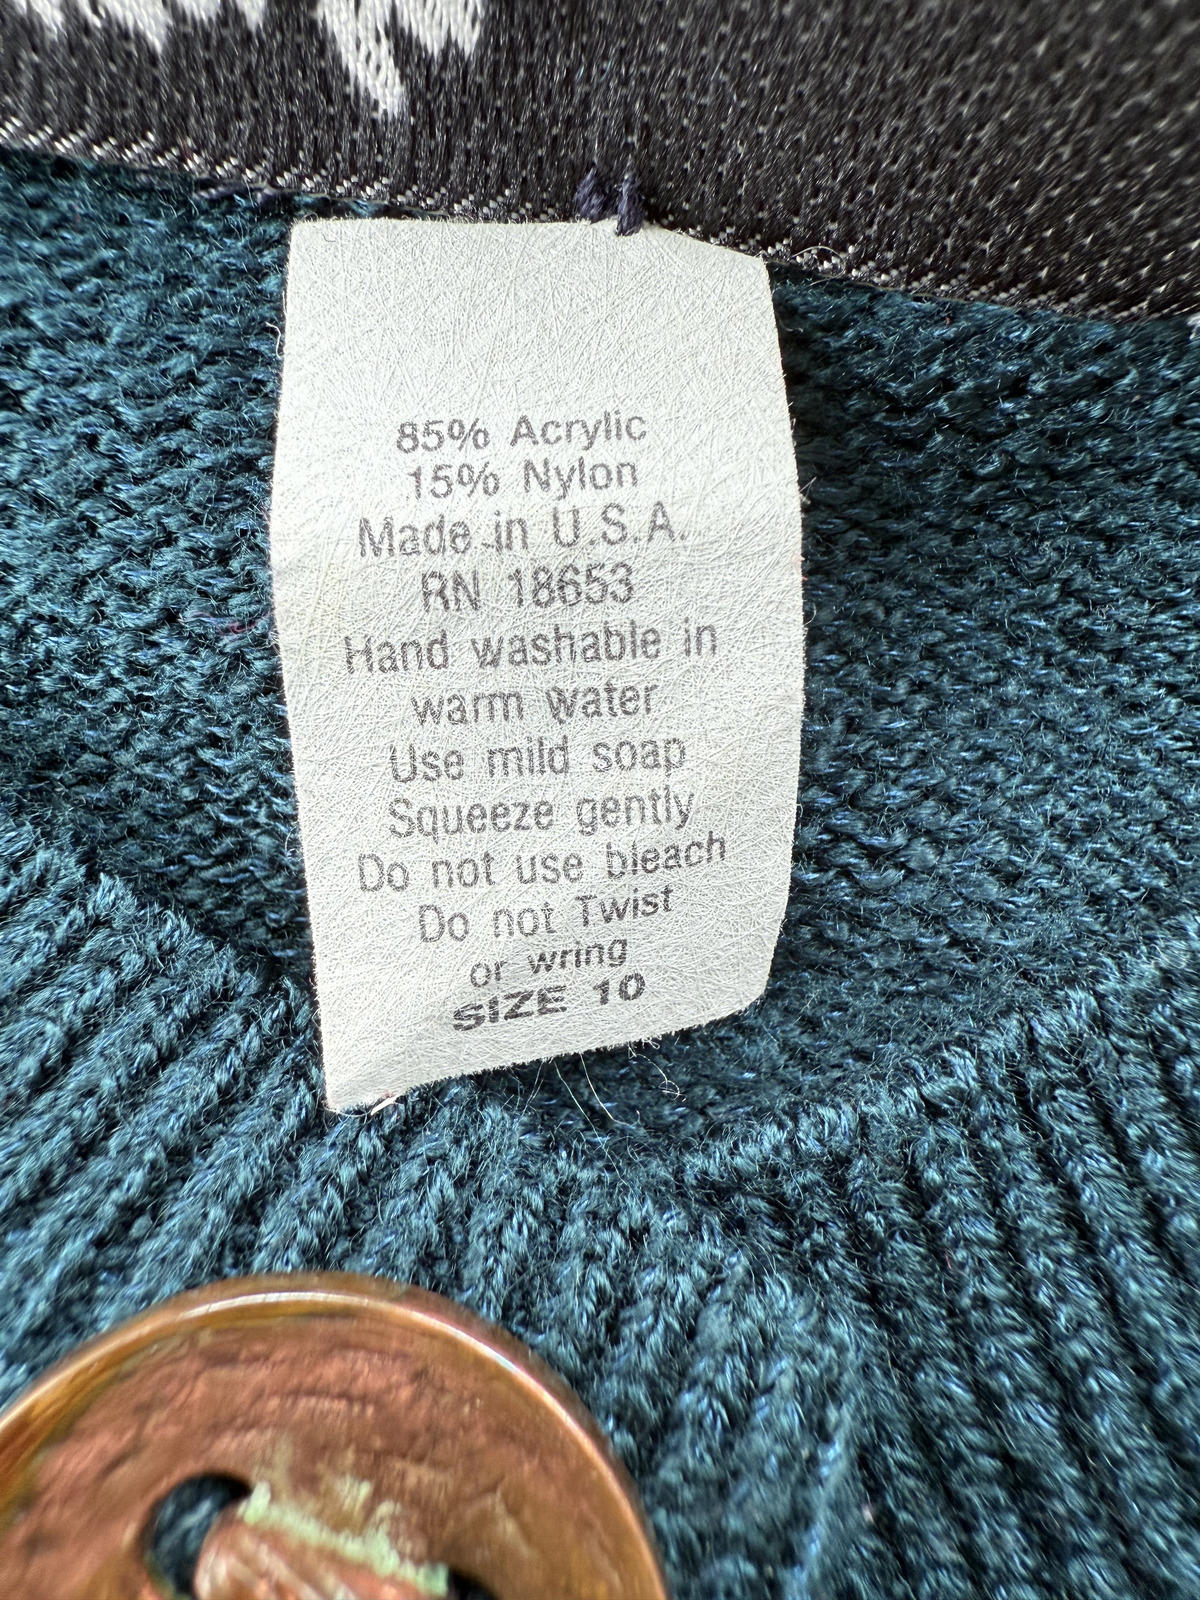 85% Acrylic
15% Nylon
Made in U.S.A.
RN 18653
Hand washable in
warm water
Use mild soap
Squeeze gently
Do not use bleach
Do not Twist
or wring
SIZE 10